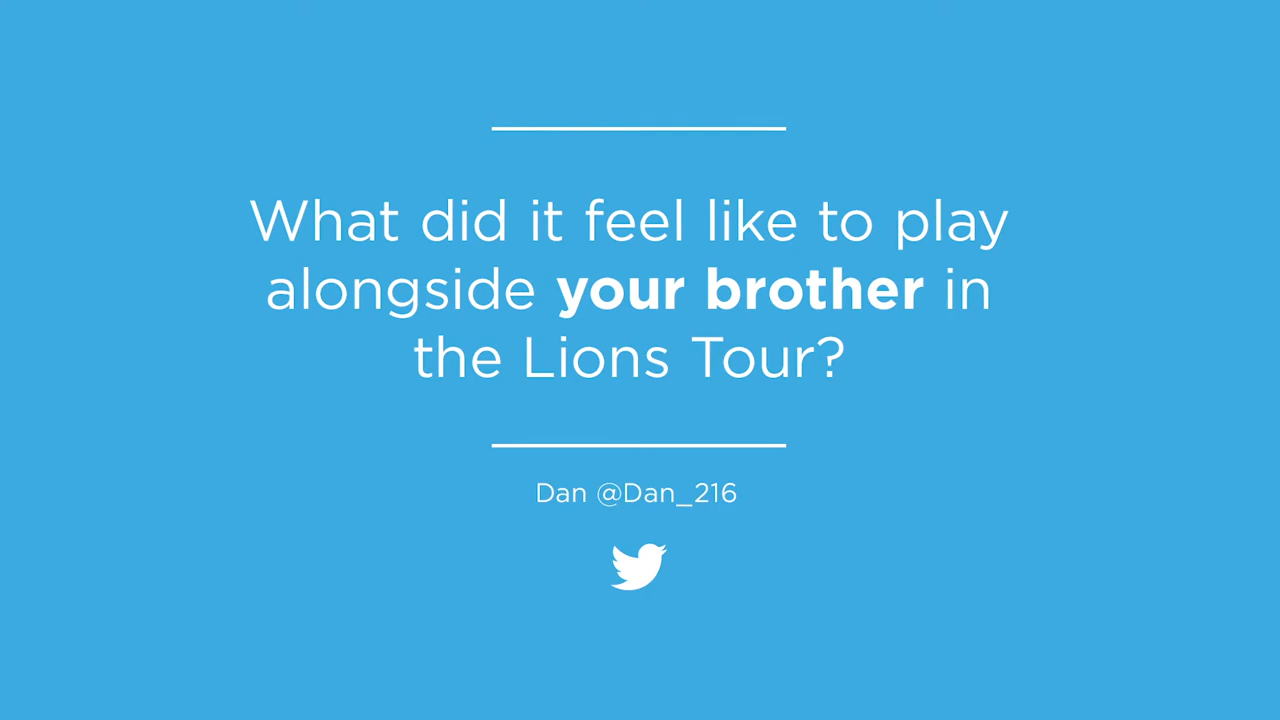 What did it feel like to play
alongside your brother in
the Lions Tour?
Dan @Dan_216